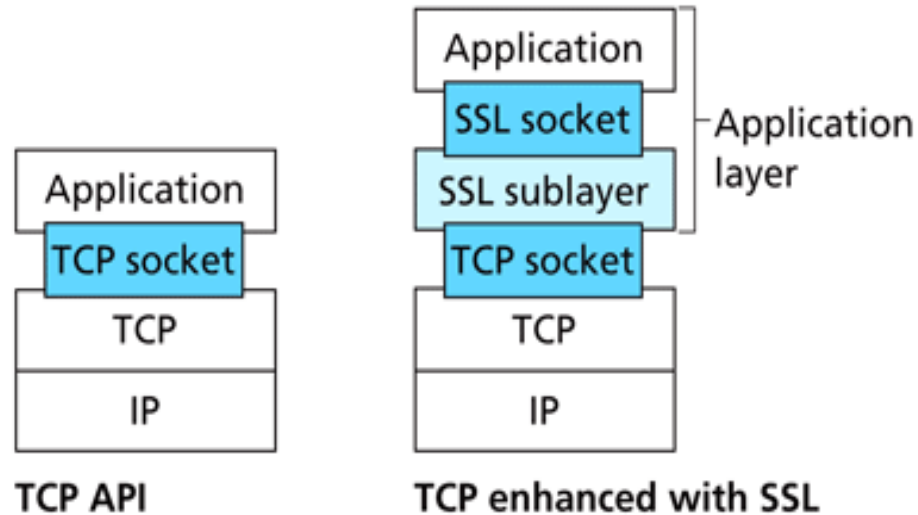 Application
TCP socket
TCP
IP
TCP API
Application
SSL socket
SSL sublayer
TCP socket
TCP
IP
Application
layer
TCP enhanced with SSL